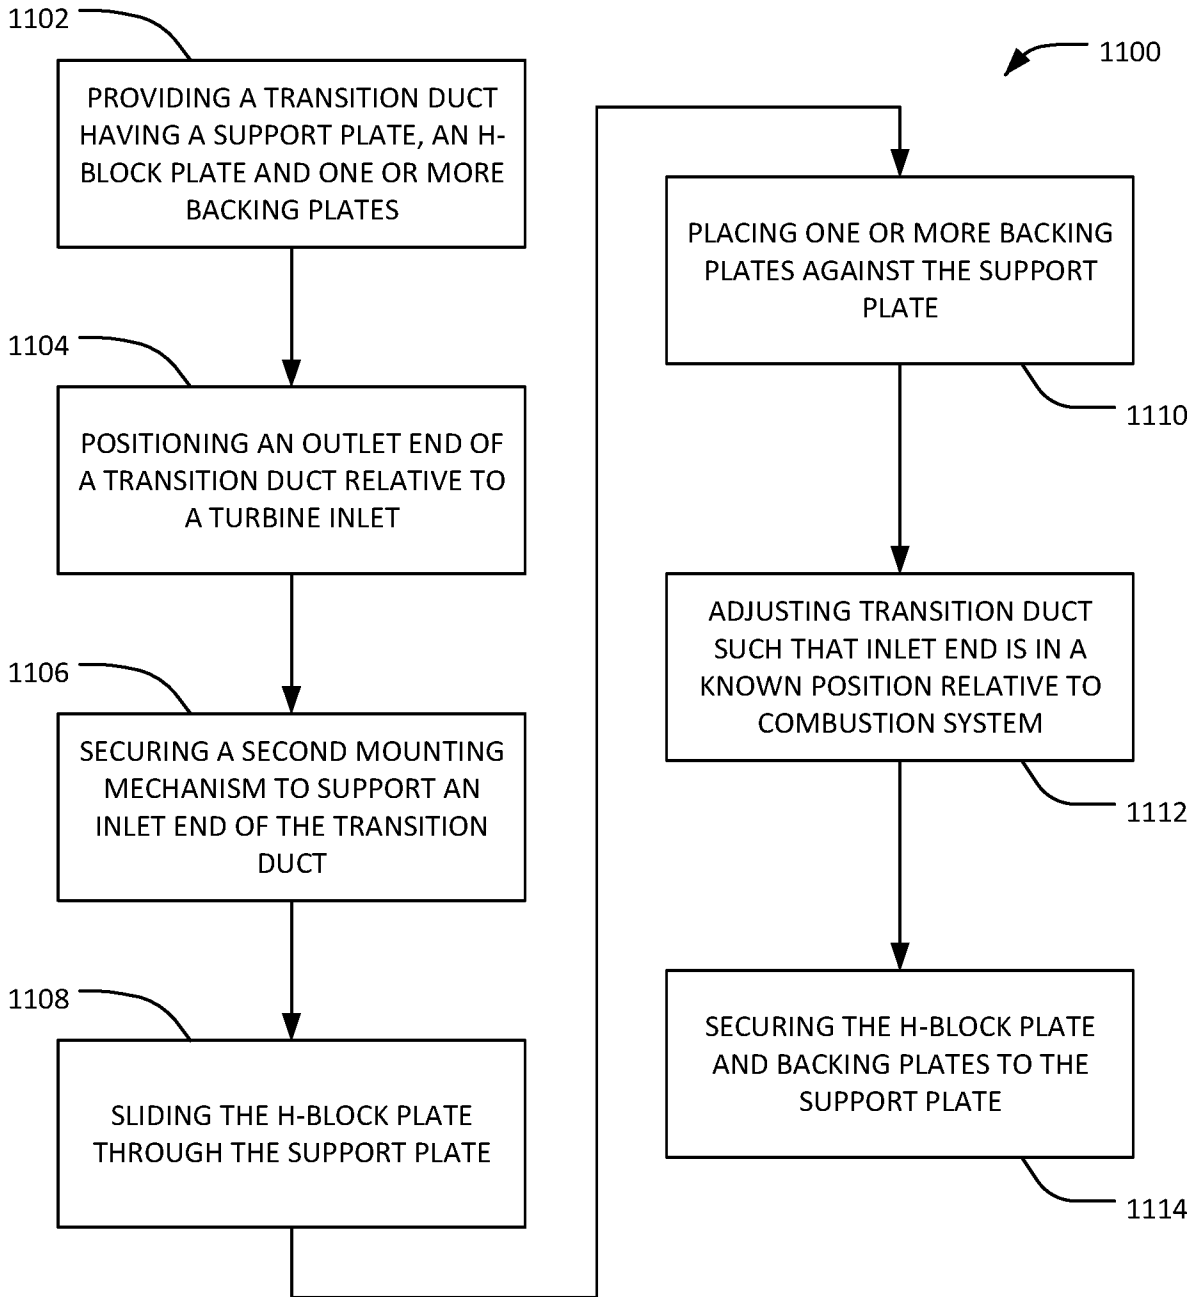 1102
PROVIDING A TRANSITION DUCT
HAVING A SUPPORT PLATE, AN H-
BLOCK PLATE AND ONE OR MORE
BACKING PLATES
1104
POSITIONING AN OUTLET END OF
A TRANSITION DUCT RELATIVE TO
A TURBINE INLET
1106
SECURING A SECOND MOUNTING
MECHANISM TO SUPPORT AN
INLET END OF THE TRANSITION
DUCT
1108
SLIDING THE H-BLOCK PLATE
THROUGH THE SUPPORT PLATE
1100
PLACING ONE OR MORE BACKING
PLATES AGAINST THE SUPPORT
PLATE
1110
ADJUSTING TRANSITION DUCT
SUCH THAT INLET END IS IN A
KNOWN POSITION RELATIVE TO
COMBUSTION SYSTEM
1112
SECURING THE H-BLOCK PLATE
AND BACKING PLATES TO THE
SUPPORT PLATE
1114